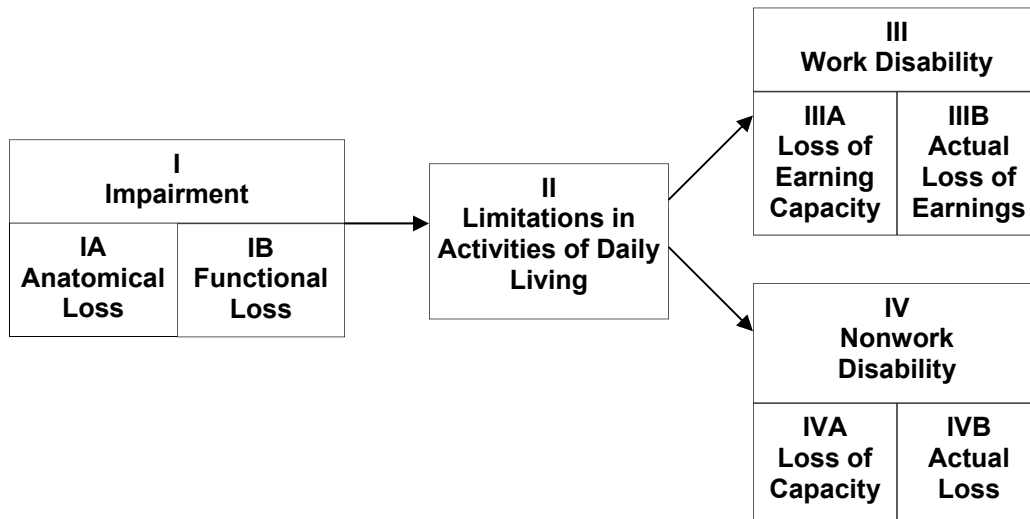 I
Impairment
IA
Anatomical
Loss
IB
Functional
Loss
II
Limitations in
Activities of Daily
Living
III
Work Disability
IIIA
Loss of
Earning
Capacity
IIIB
Actual
Loss of
Earnings
IV
Nonwork
Disability
IVA
Loss of
Capacity
IVB
Actual
Loss